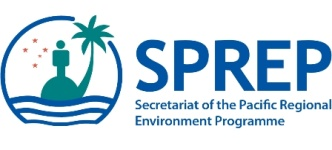 SPREP
Secretariat of the Pacific Regional
Environment Programme